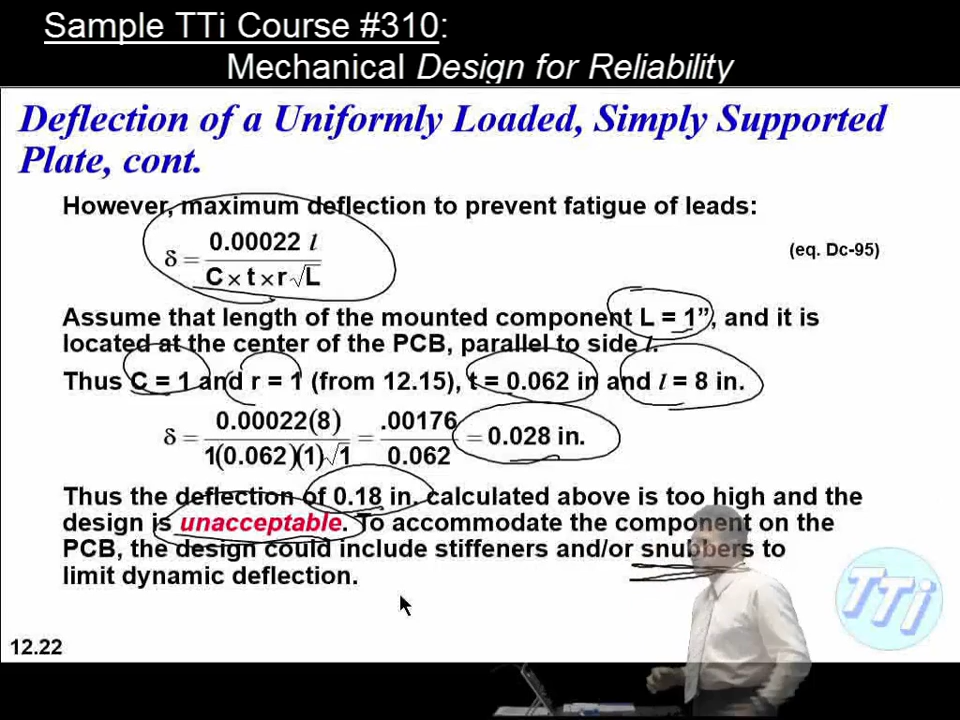 Sample TTi Course #310:
Mechanical Design for Reliability
Deflection of a Uniformly Loaded, Simply Supported
Plate, cont.
However, maximum deflection to prevent fatigue of leads:
δ = 0.00022 l / C × t × r √L
(eq. Dc-95)
Assume that length of the mounted component L = 1”, and it is
located at the center of the PCB, parallel to side l.
Thus C = 1 and r = 1 (from 12.15), t = 0.062 in and l = 8 in.
δ = 0.00022(8) / 1(0.062)(1)√1 = .00176 / 0.062 = 0.028 in.
Thus the deflection of 0.18 in. calculated above is too high and the
design is unacceptable. To accommodate the component on the
PCB, the design could include stiffeners and/or snubbers to
limit dynamic deflection.
TTi
12.22